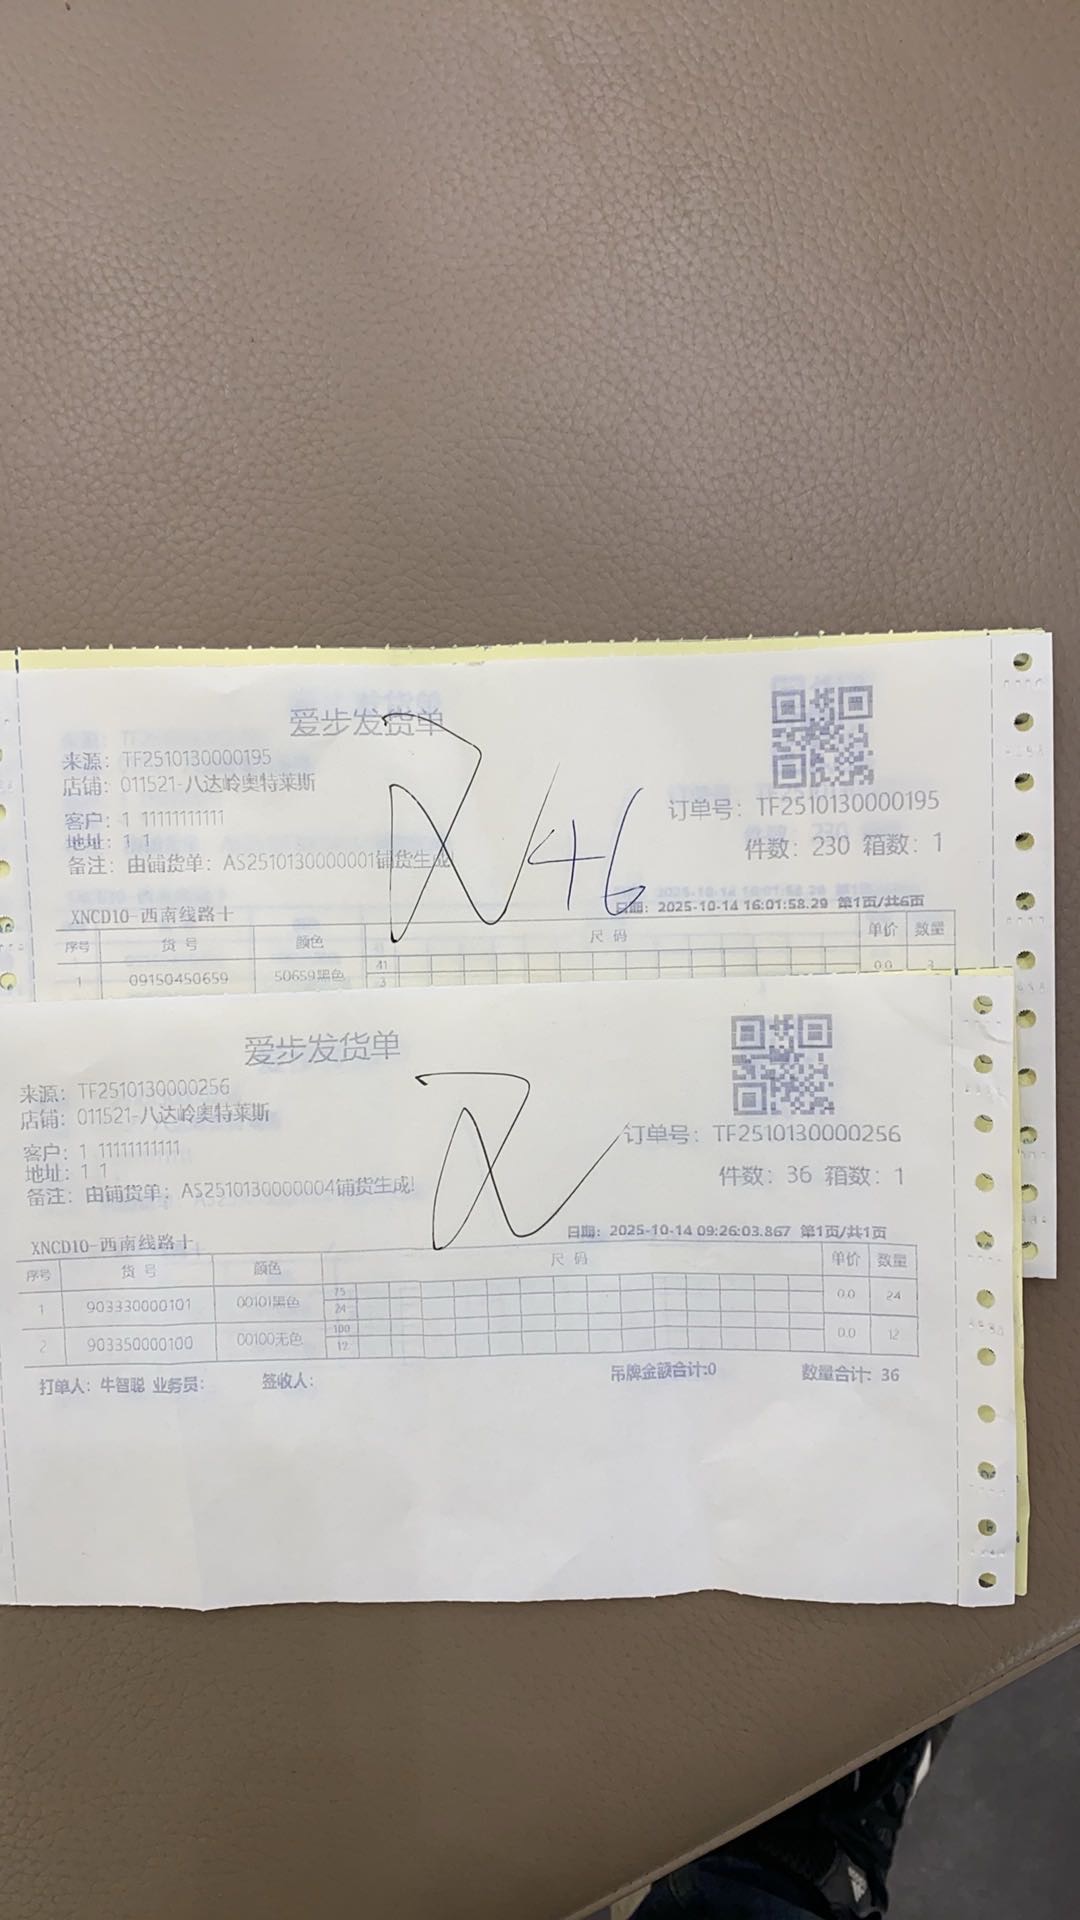 爱步发货单
来源：TF2510130000195
店铺：011521-八达岭奥特莱斯
客户：1 11111111111
地址：1 1
备注：由铺货单：AS2510130000001铺货生成!
46
订单号：TF2510130000195
件数：230 箱数：1
XNCD10-西南线路十
日期：2025-10-14 16:01:58.29 第1页/共6页
序号 货号 颜色 尺码 单价 数量
41
1 09150450659 50659黑色 0.0 3
3
爱步发货单
来源：TF2510130000256
店铺：011521-八达岭奥特莱斯
客户：1 11111111111
地址：1 1
备注：由铺货单：AS2510130000004铺货生成!
订单号：TF2510130000256
件数：36 箱数：1
XNCD10-西南线路十
日期：2025-10-14 09:26:03.867 第1页/共1页
序号 货号 颜色 尺码 单价 数量
75
1 903330000101 00101黑色 0.0 24
24
100
2 903350000100 00100无色 0.0 12
12
打单人：牛智聪 业务员： 签收人： 吊牌金额合计:0 数量合计：36